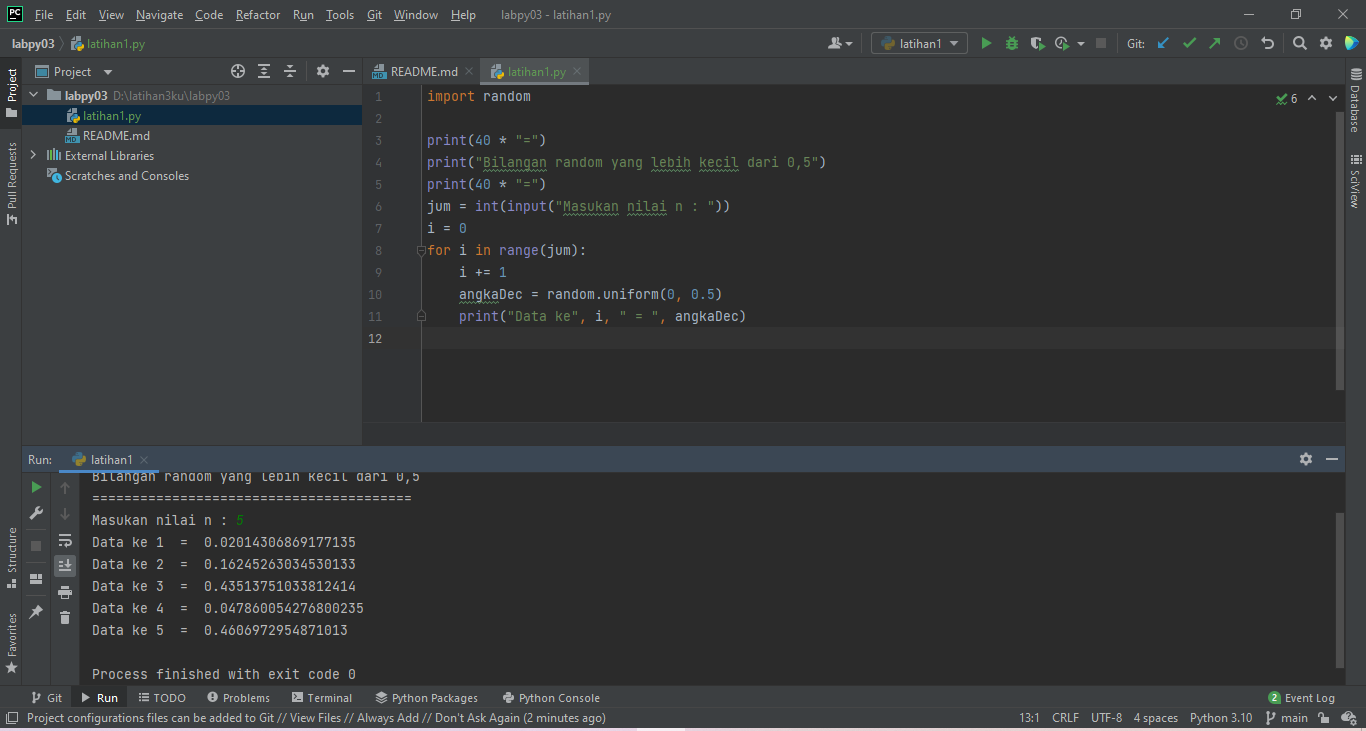 PC File Edit View Navigate Code Refactor Run Tools Git Window Help labpy03 - latihan1.py
labpy03 latihan1.py latihan1 Git:
Project
Pull Requests
Structure
Favorites
Project
labpy03 D:\latihan3ku\labpy03
latihan1.py
README.md
External Libraries
Scratches and Consoles
README.md latihan1.py
1 import random
2
3 print(40 * "=")
4 print("Bilangan random yang lebih kecil dari 0,5")
5 print(40 * "=")
6 jum = int(input("Masukan nilai n : "))
7 i = 0
8 for i in range(jum):
9 i += 1
10 angkaDec = random.uniform(0, 0.5)
11 print("Data ke", i, " = ", angkaDec)
12
6
Database
SciView
Run: latihan1
Bilangan random yang lebih kecil dari 0,5
========================================
Masukan nilai n : 5
Data ke 1  =  0.02014306869177135
Data ke 2  =  0.16245263034530133
Data ke 3  =  0.43513751033812414
Data ke 4  =  0.047860054276800235
Data ke 5  =  0.4606972954871013
Process finished with exit code 0
Git Run TODO Problems Terminal Python Packages Python Console 2 Event Log
Project configurations files can be added to Git // View Files // Always Add // Don't Ask Again (2 minutes ago) 13:1 CRLF UTF-8 4 spaces Python 3.10 main